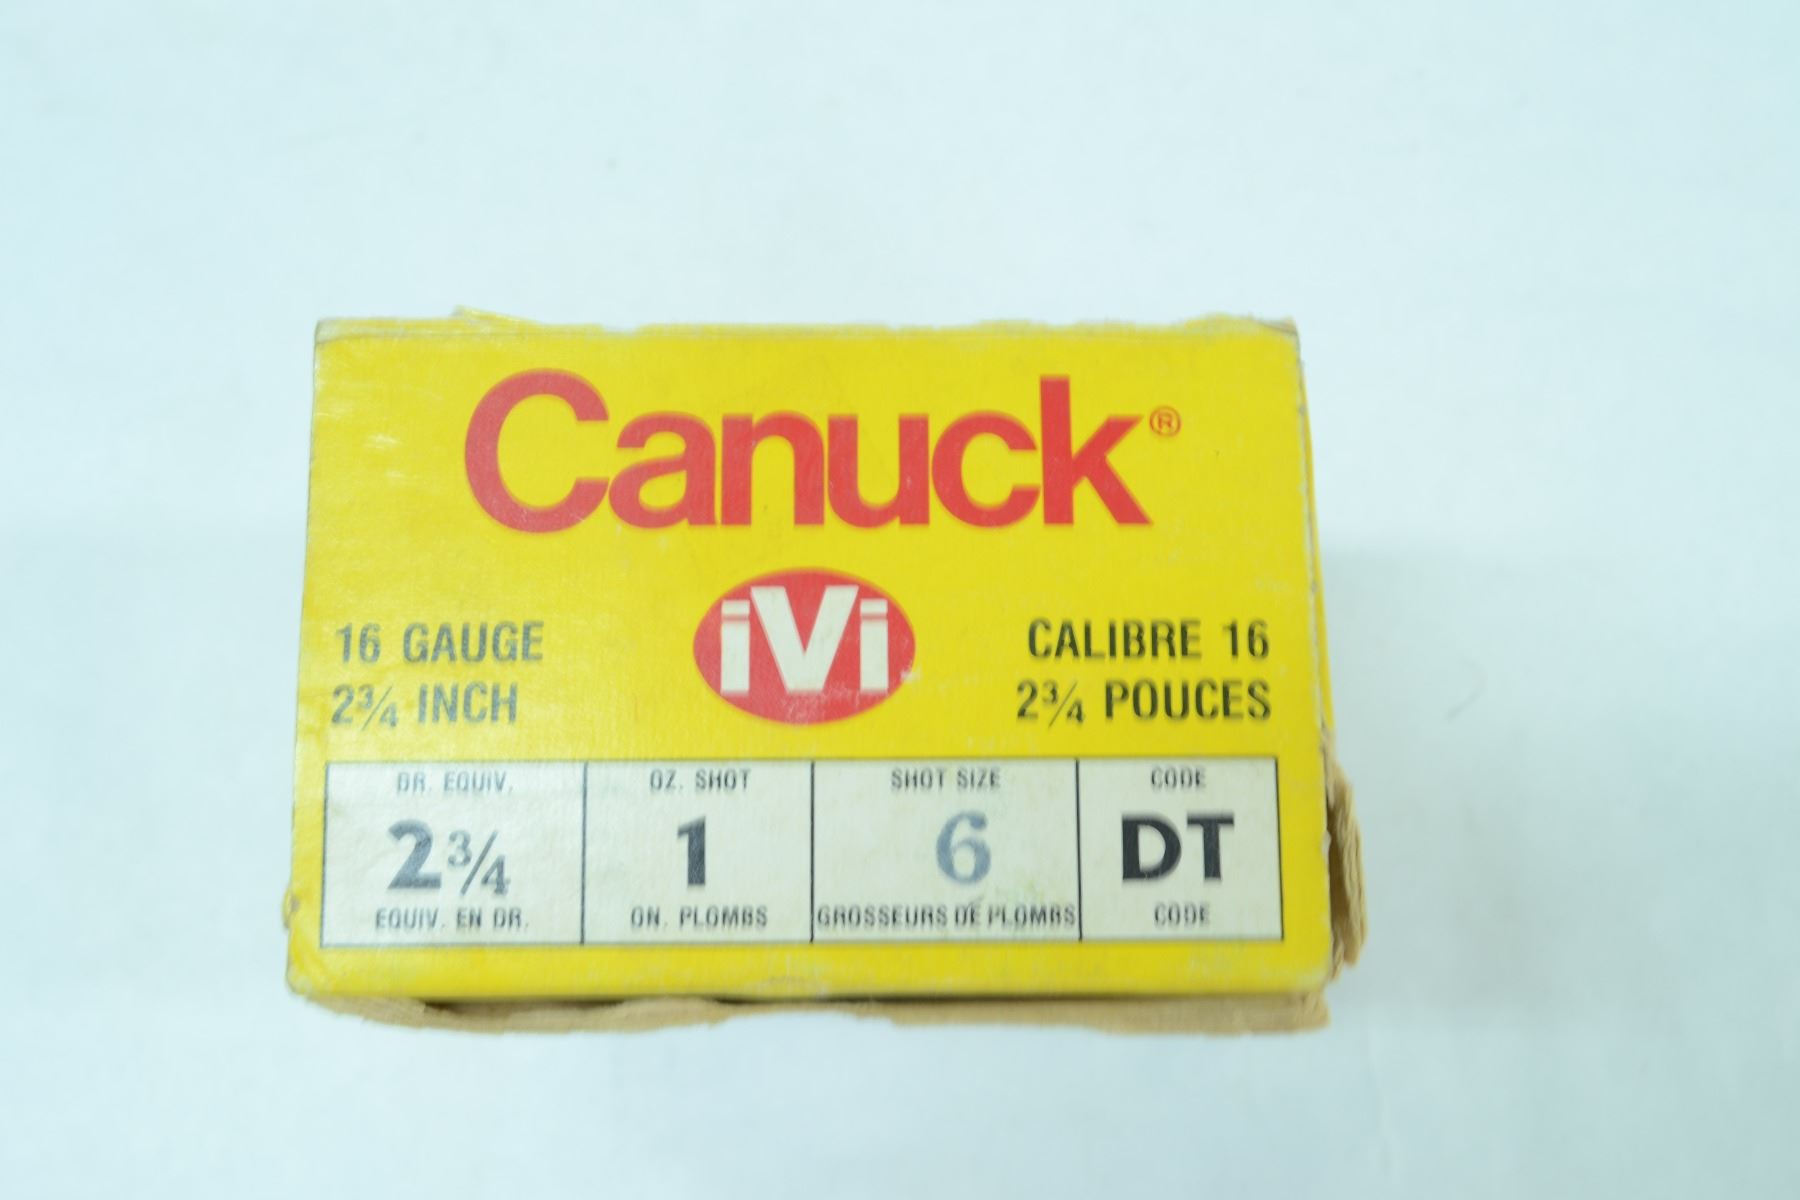 Canuck®
iVi
16 GAUGE
2¾ INCH
CALIBRE 16
2¾ POUCES
DR. EQUIV.
2¾
EQUIV. EN DR.
OZ. SHOT
1
ON. PLOMBS
SHOT SIZE
6
GROSSEURS DE PLOMBS
CODE
DT
CODE